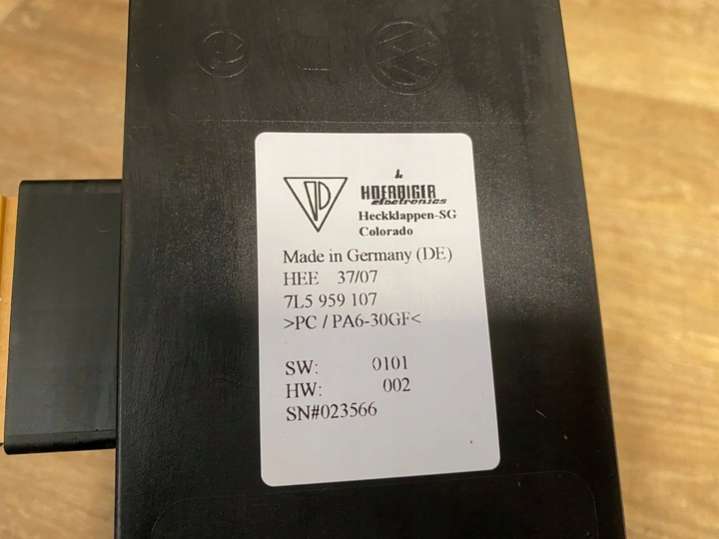 HOERBIGER
electronics
Heckklappen-SG
Colorado
Made in Germany (DE)
HEE 37/07
7L5 959 107
>PC / PA6-30GF<
SW: 0101
HW: 002
SN#023566